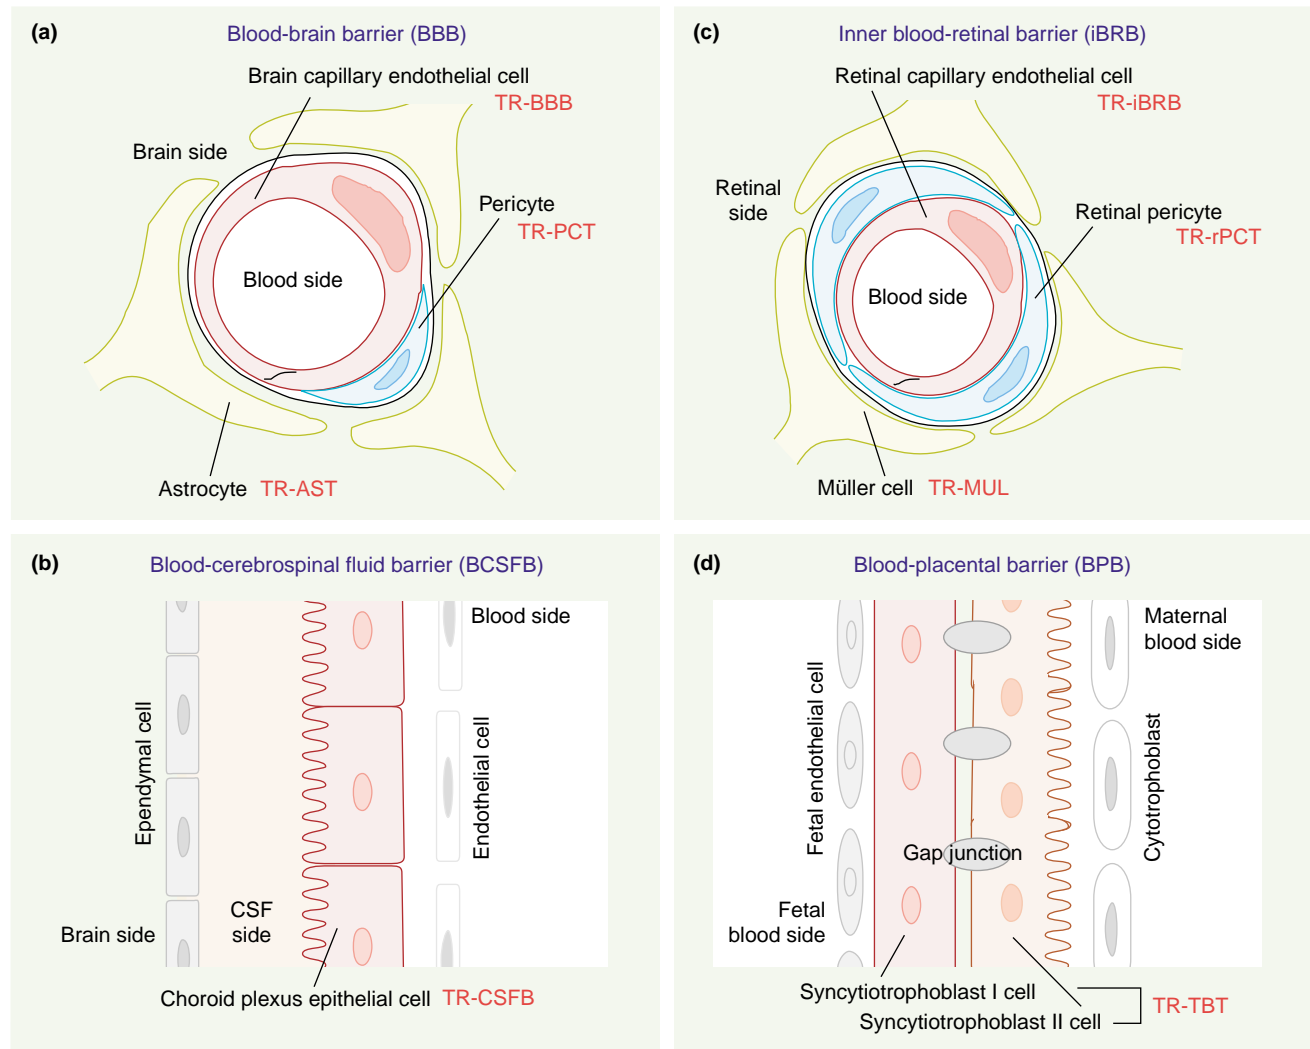 (a)
Blood-brain barrier (BBB)
Brain capillary endothelial cell
TR-BBB
Brain side
Pericyte
TR-PCT
Blood side
Astrocyte TR-AST
(c)
Inner blood-retinal barrier (iBRB)
Retinal capillary endothelial cell
TR-iBRB
Retinal
side
Retinal pericyte
TR-rPCT
Blood side
Müller cell TR-MUL
(b)
Blood-cerebrospinal fluid barrier (BCSFB)
Blood side
Ependymal cell
Endothelial cell
CSF
side
Brain side
Choroid plexus epithelial cell TR-CSFB
(d)
Blood-placental barrier (BPB)
Maternal
blood side
Fetal endothelial cell
Cytotrophoblast
Gap junction
Fetal
blood side
Syncytiotrophoblast I cell
Syncytiotrophoblast II cell
TR-TBT